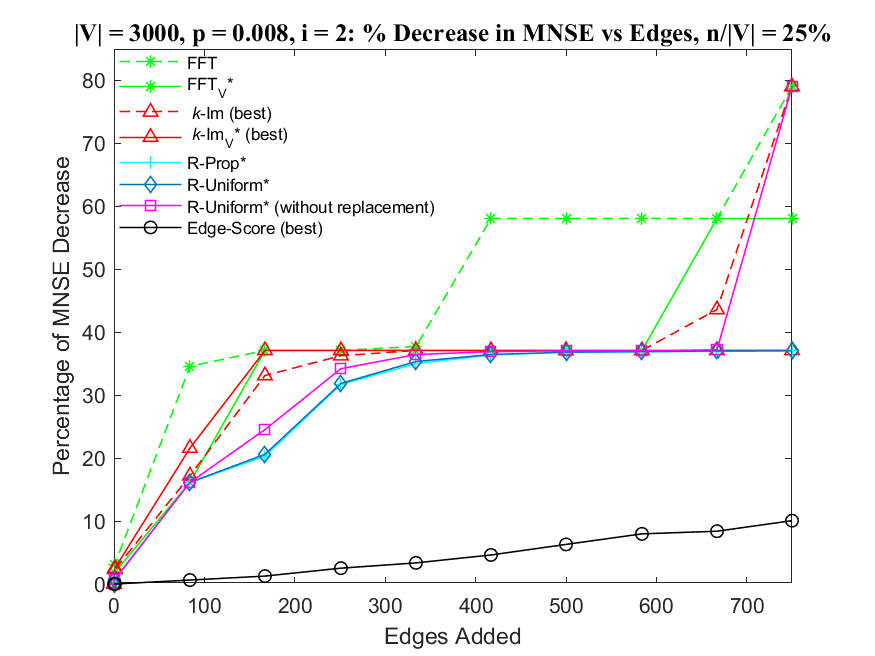 |V| = 3000, p = 0.008, i = 2: % Decrease in MNSE vs Edges, n/|V| = 25%
FFT
FFT_V*
k-Im (best)
k-Im_V* (best)
R-Prop*
R-Uniform*
R-Uniform* (without replacement)
Edge-Score (best)
Percentage of MNSE Decrease
80
70
60
50
40
30
20
10
0
0 100 200 300 400 500 600 700
Edges Added